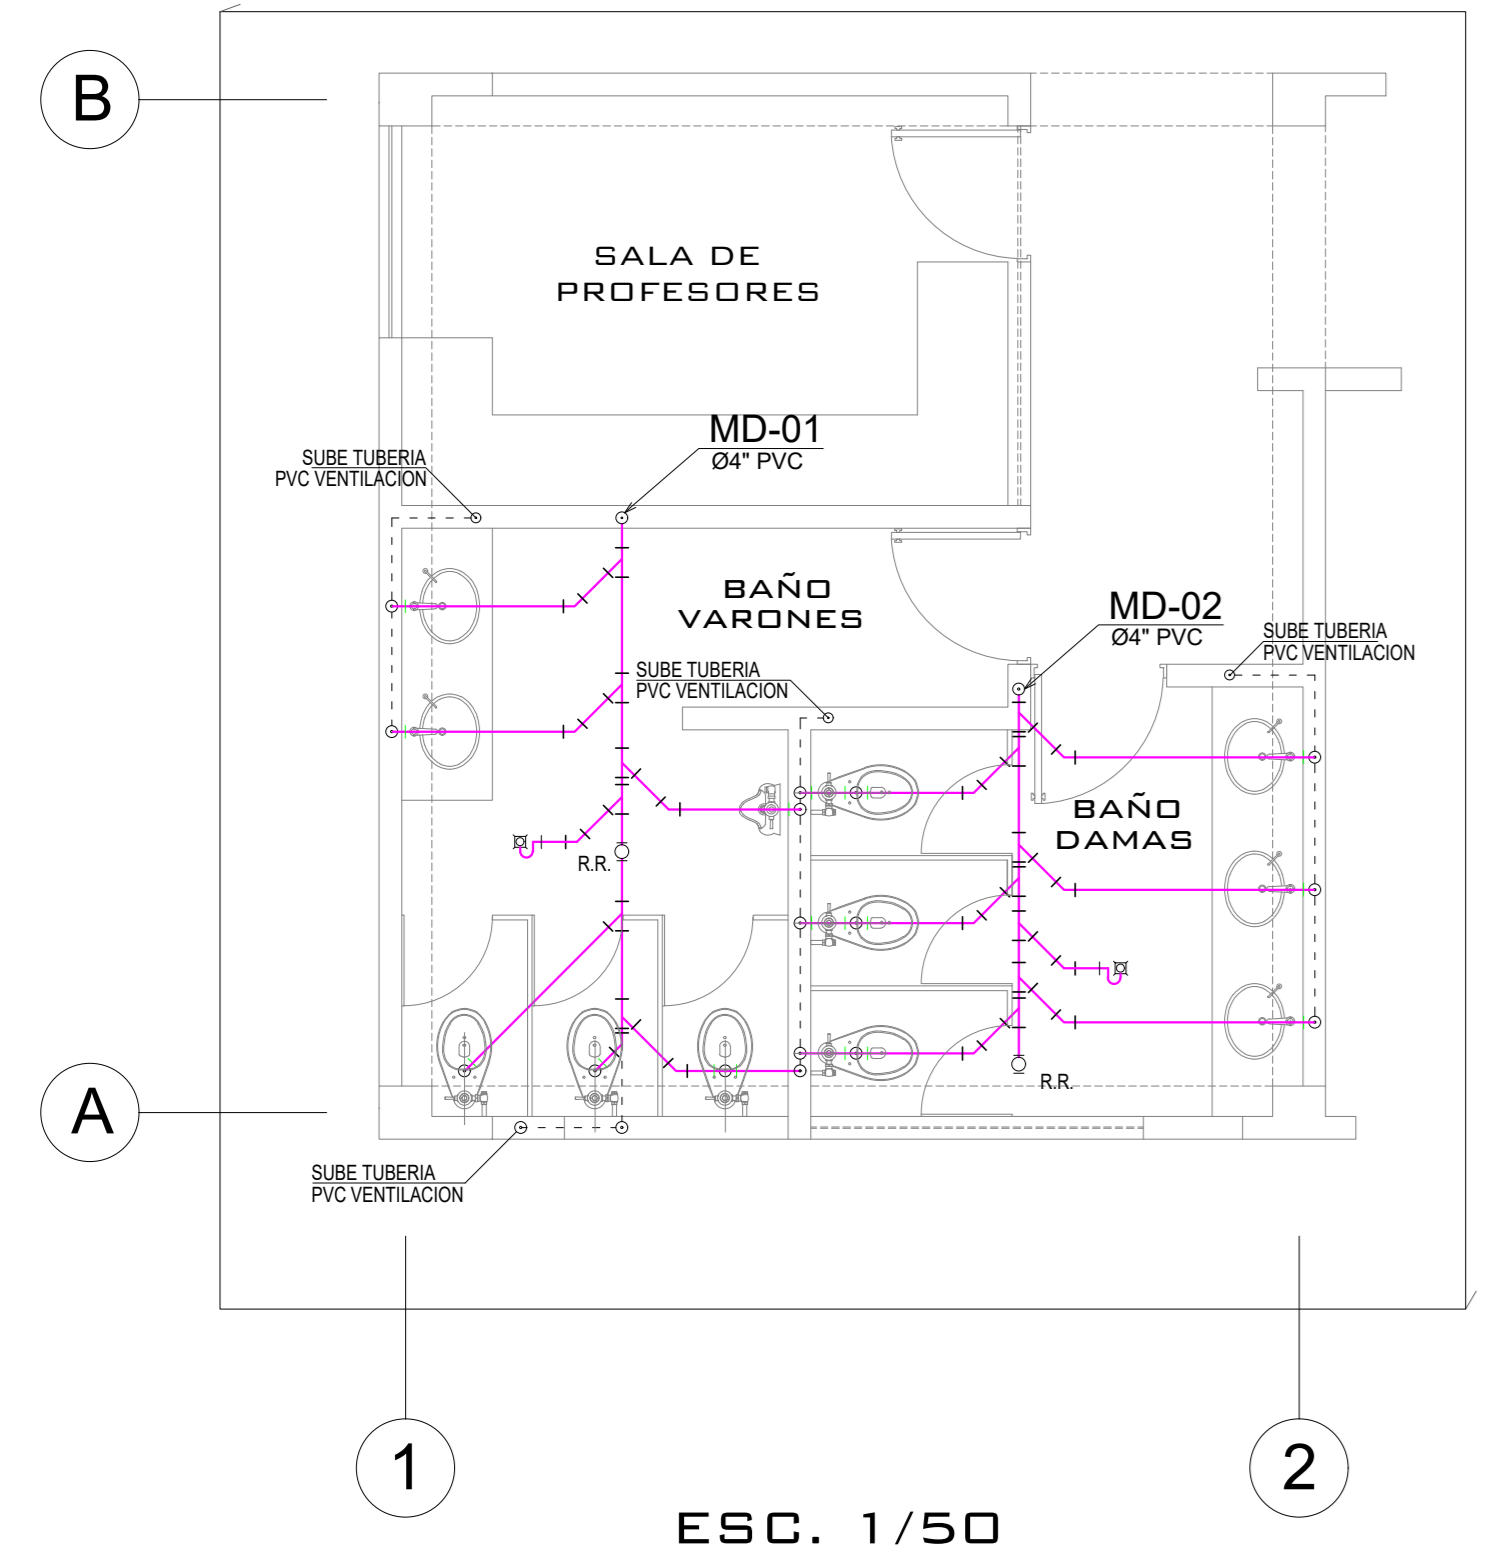 B
SALA DE
PROFESORES
MD-01
Ø4" PVC
SUBE TUBERIA
PVC VENTILACION
BAÑO
VARONES
MD-02
Ø4" PVC
SUBE TUBERIA
PVC VENTILACION
SUBE TUBERIA
PVC VENTILACION
BAÑO
DAMAS
R.R.
R.R.
A
SUBE TUBERIA
PVC VENTILACION
1
2
ESC. 1/50